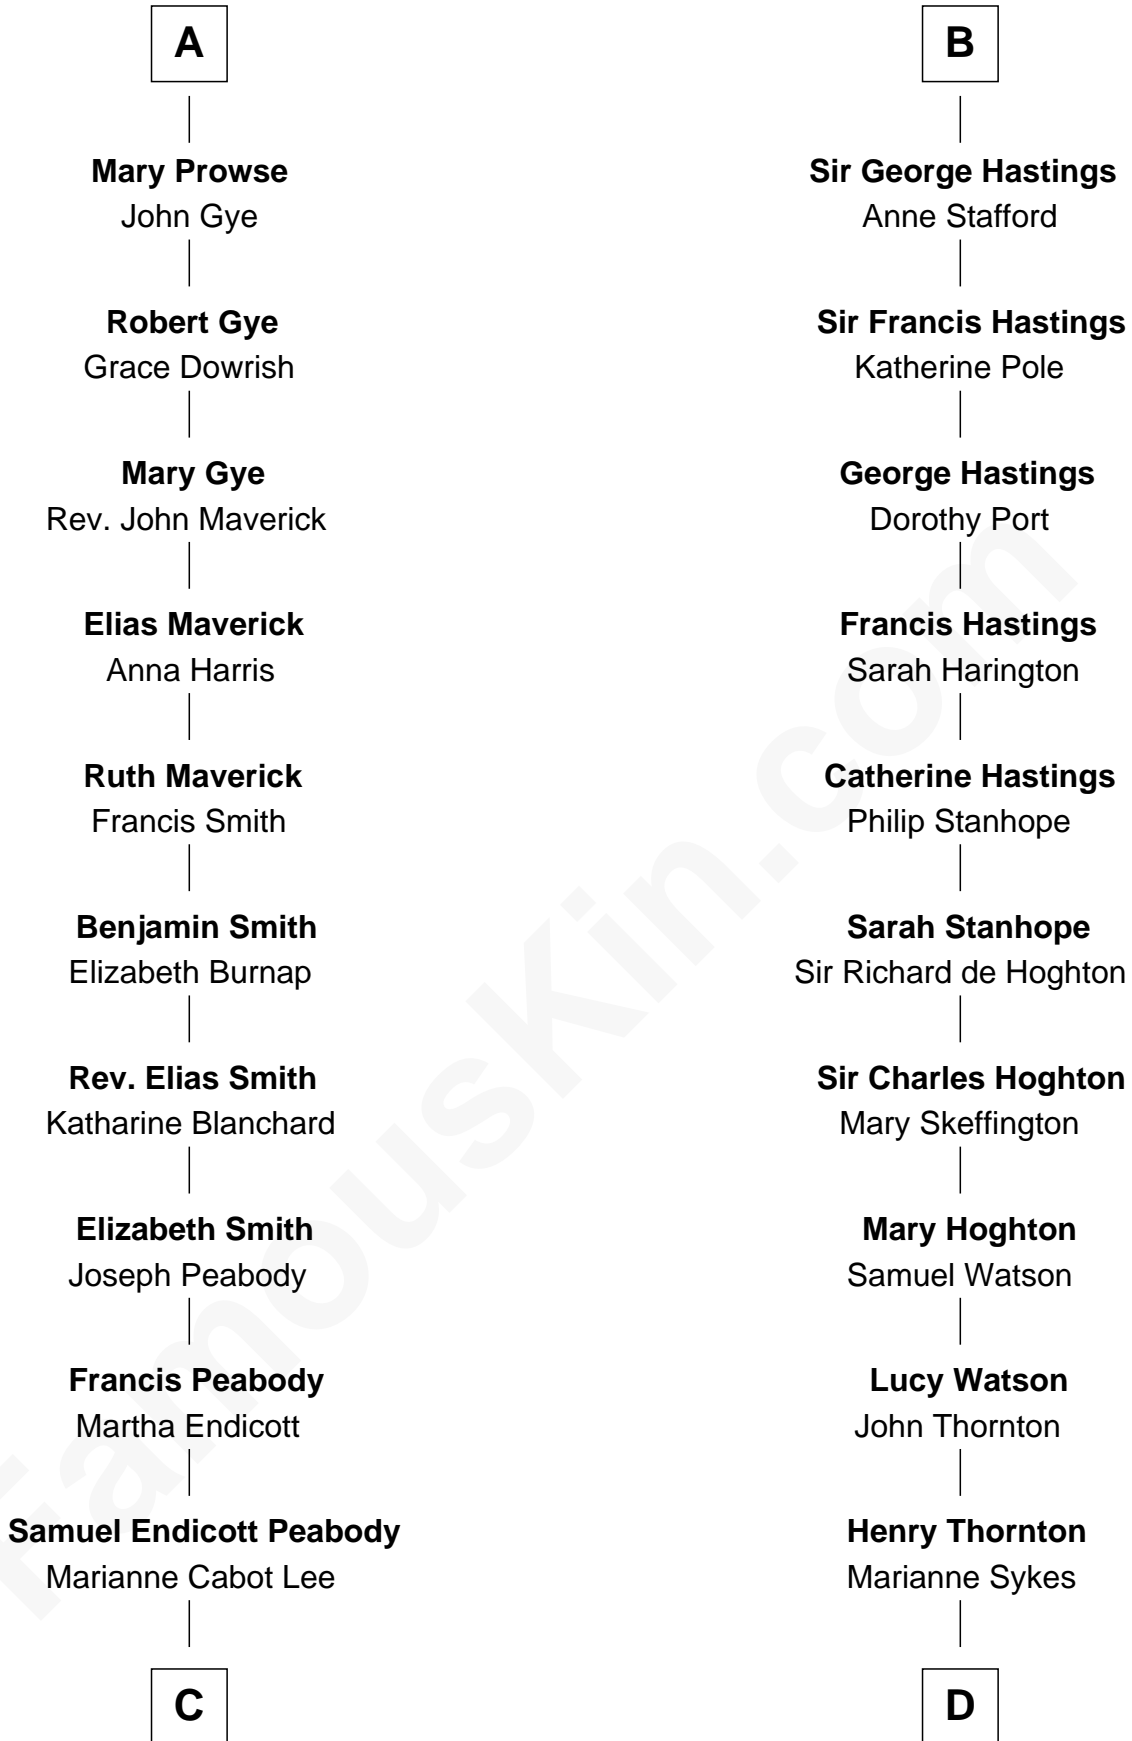 A
Mary Prowse
John Gye
Robert Gye
Grace Dowrish
Mary Gye
Rev. John Maverick
Elias Maverick
Anna Harris
Ruth Maverick
Francis Smith
Benjamin Smith
Elizabeth Burnap
Rev. Elias Smith
Katharine Blanchard
Elizabeth Smith
Joseph Peabody
Francis Peabody
Martha Endicott
Samuel Endicott Peabody
Marianne Cabot Lee
C
B
Sir George Hastings
Anne Stafford
Sir Francis Hastings
Katherine Pole
George Hastings
Dorothy Port
Francis Hastings
Sarah Harington
Catherine Hastings
Philip Stanhope
Sarah Stanhope
Sir Richard de Hoghton
Sir Charles Hoghton
Mary Skeffington
Mary Hoghton
Samuel Watson
Lucy Watson
John Thornton
Henry Thornton
Marianne Sykes
D
FamousKin.com